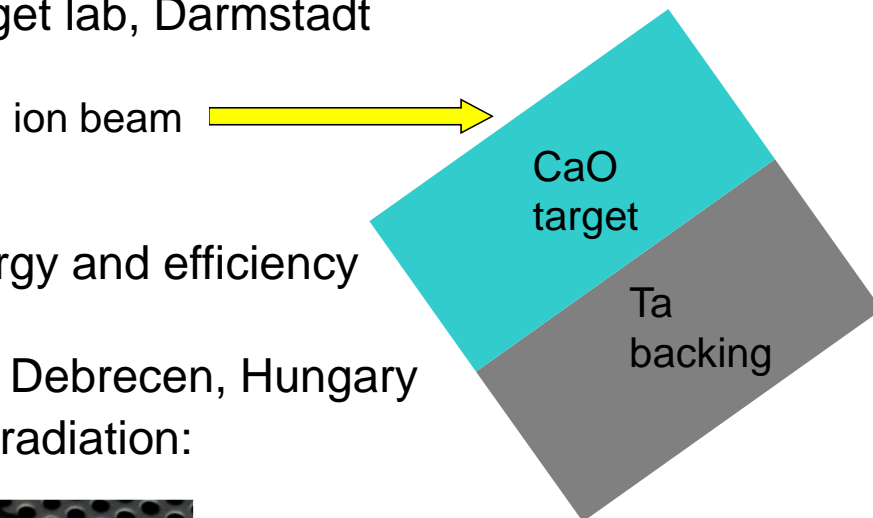 get lab, Darmstadt
ion beam
CaO
target
rgy and efficiency
Ta
backing
Debrecen, Hungary
radiation: